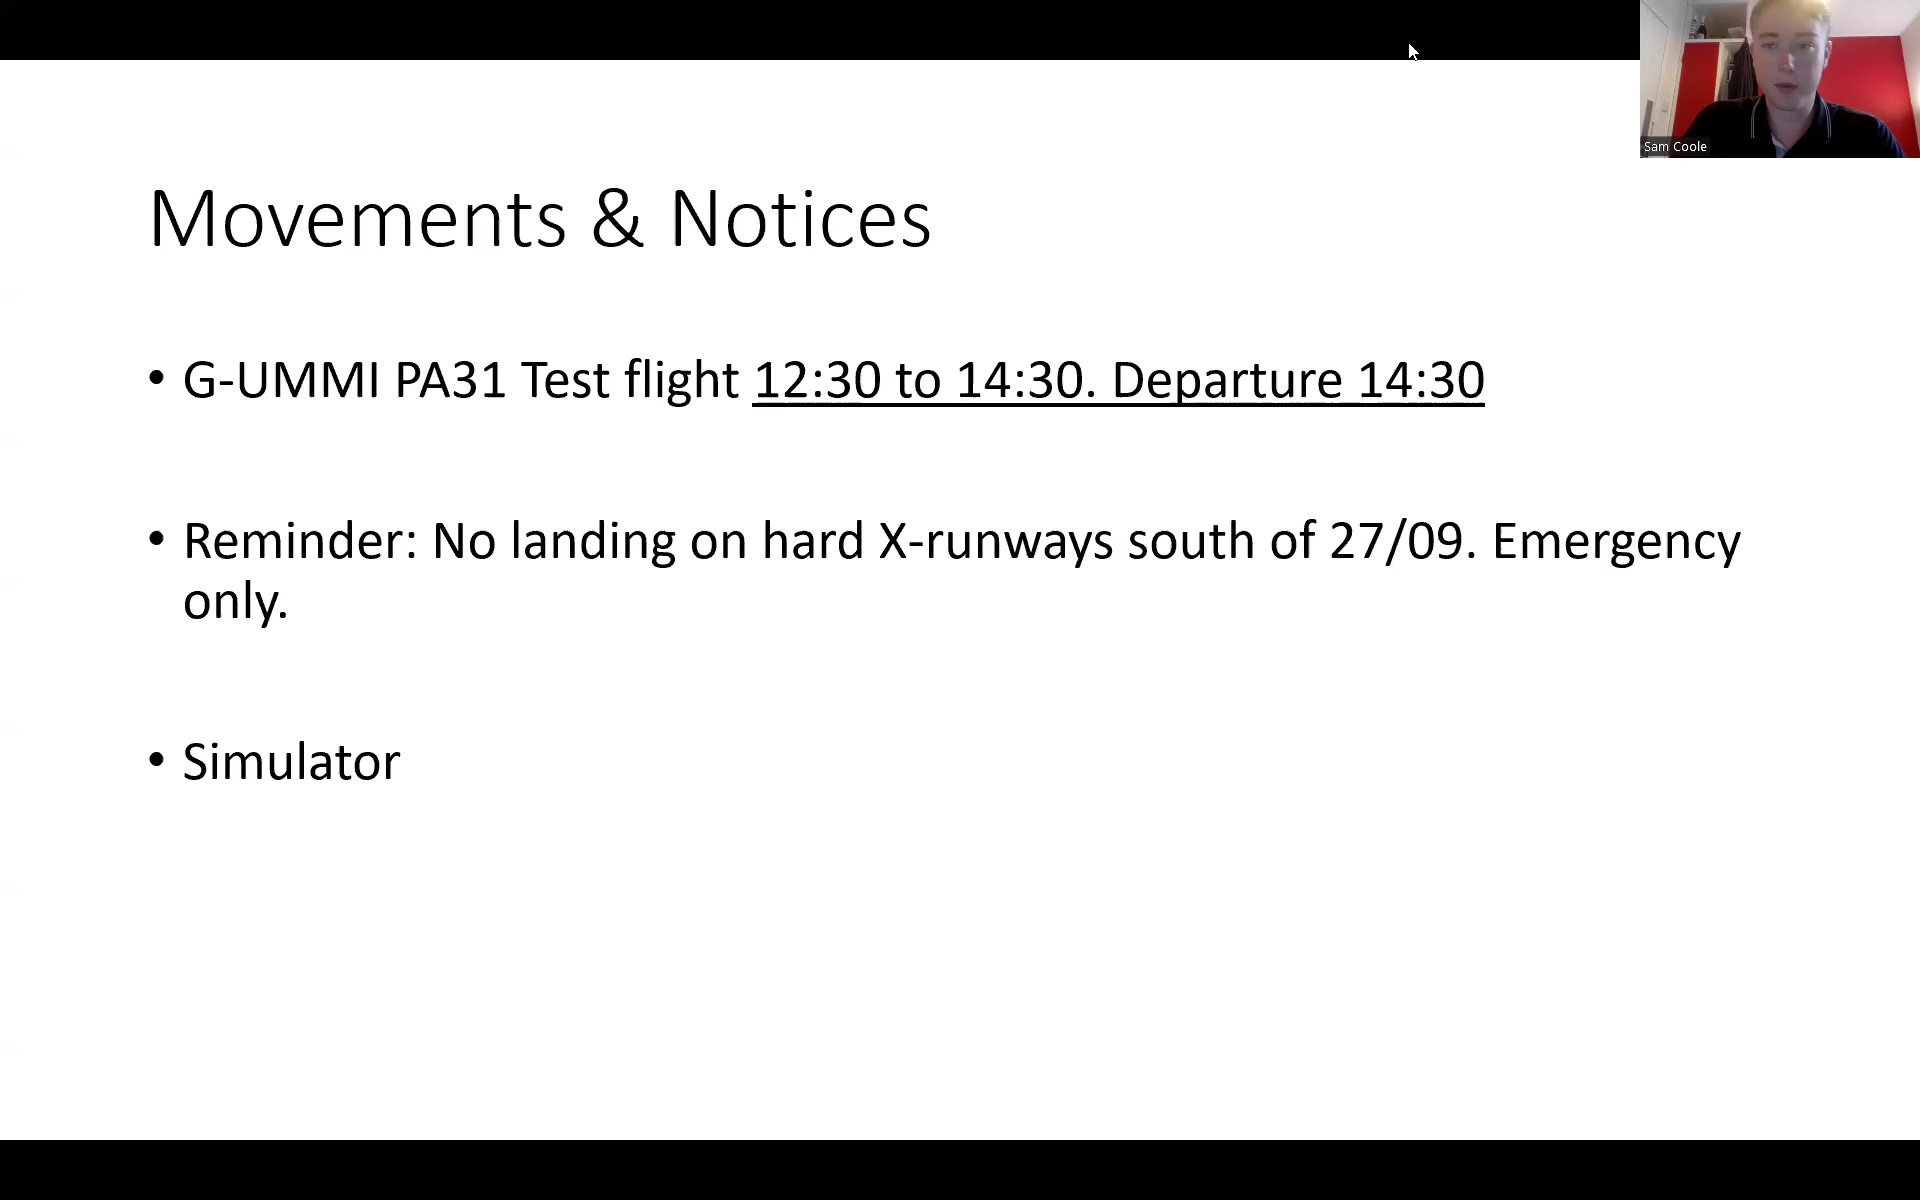 Sam Coole
Movements & Notices
• G-UMMI PA31 Test flight 12:30 to 14:30. Departure 14:30
• Reminder: No landing on hard X-runways south of 27/09. Emergency
only.
• Simulator